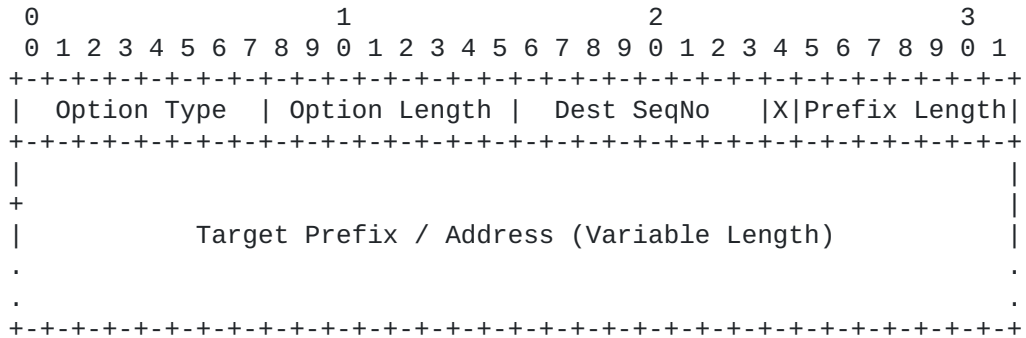 0                   1                   2                   3
 0 1 2 3 4 5 6 7 8 9 0 1 2 3 4 5 6 7 8 9 0 1 2 3 4 5 6 7 8 9 0 1
+-+-+-+-+-+-+-+-+-+-+-+-+-+-+-+-+-+-+-+-+-+-+-+-+-+-+-+-+-+-+-+-+
|  Option Type  | Option Length |  Dest SeqNo   |X|Prefix Length|
+-+-+-+-+-+-+-+-+-+-+-+-+-+-+-+-+-+-+-+-+-+-+-+-+-+-+-+-+-+-+-+-+
|                                                               |
+                                                               |
|           Target Prefix / Address (Variable Length)           |
.                                                               .
.                                                               .
+-+-+-+-+-+-+-+-+-+-+-+-+-+-+-+-+-+-+-+-+-+-+-+-+-+-+-+-+-+-+-+-+